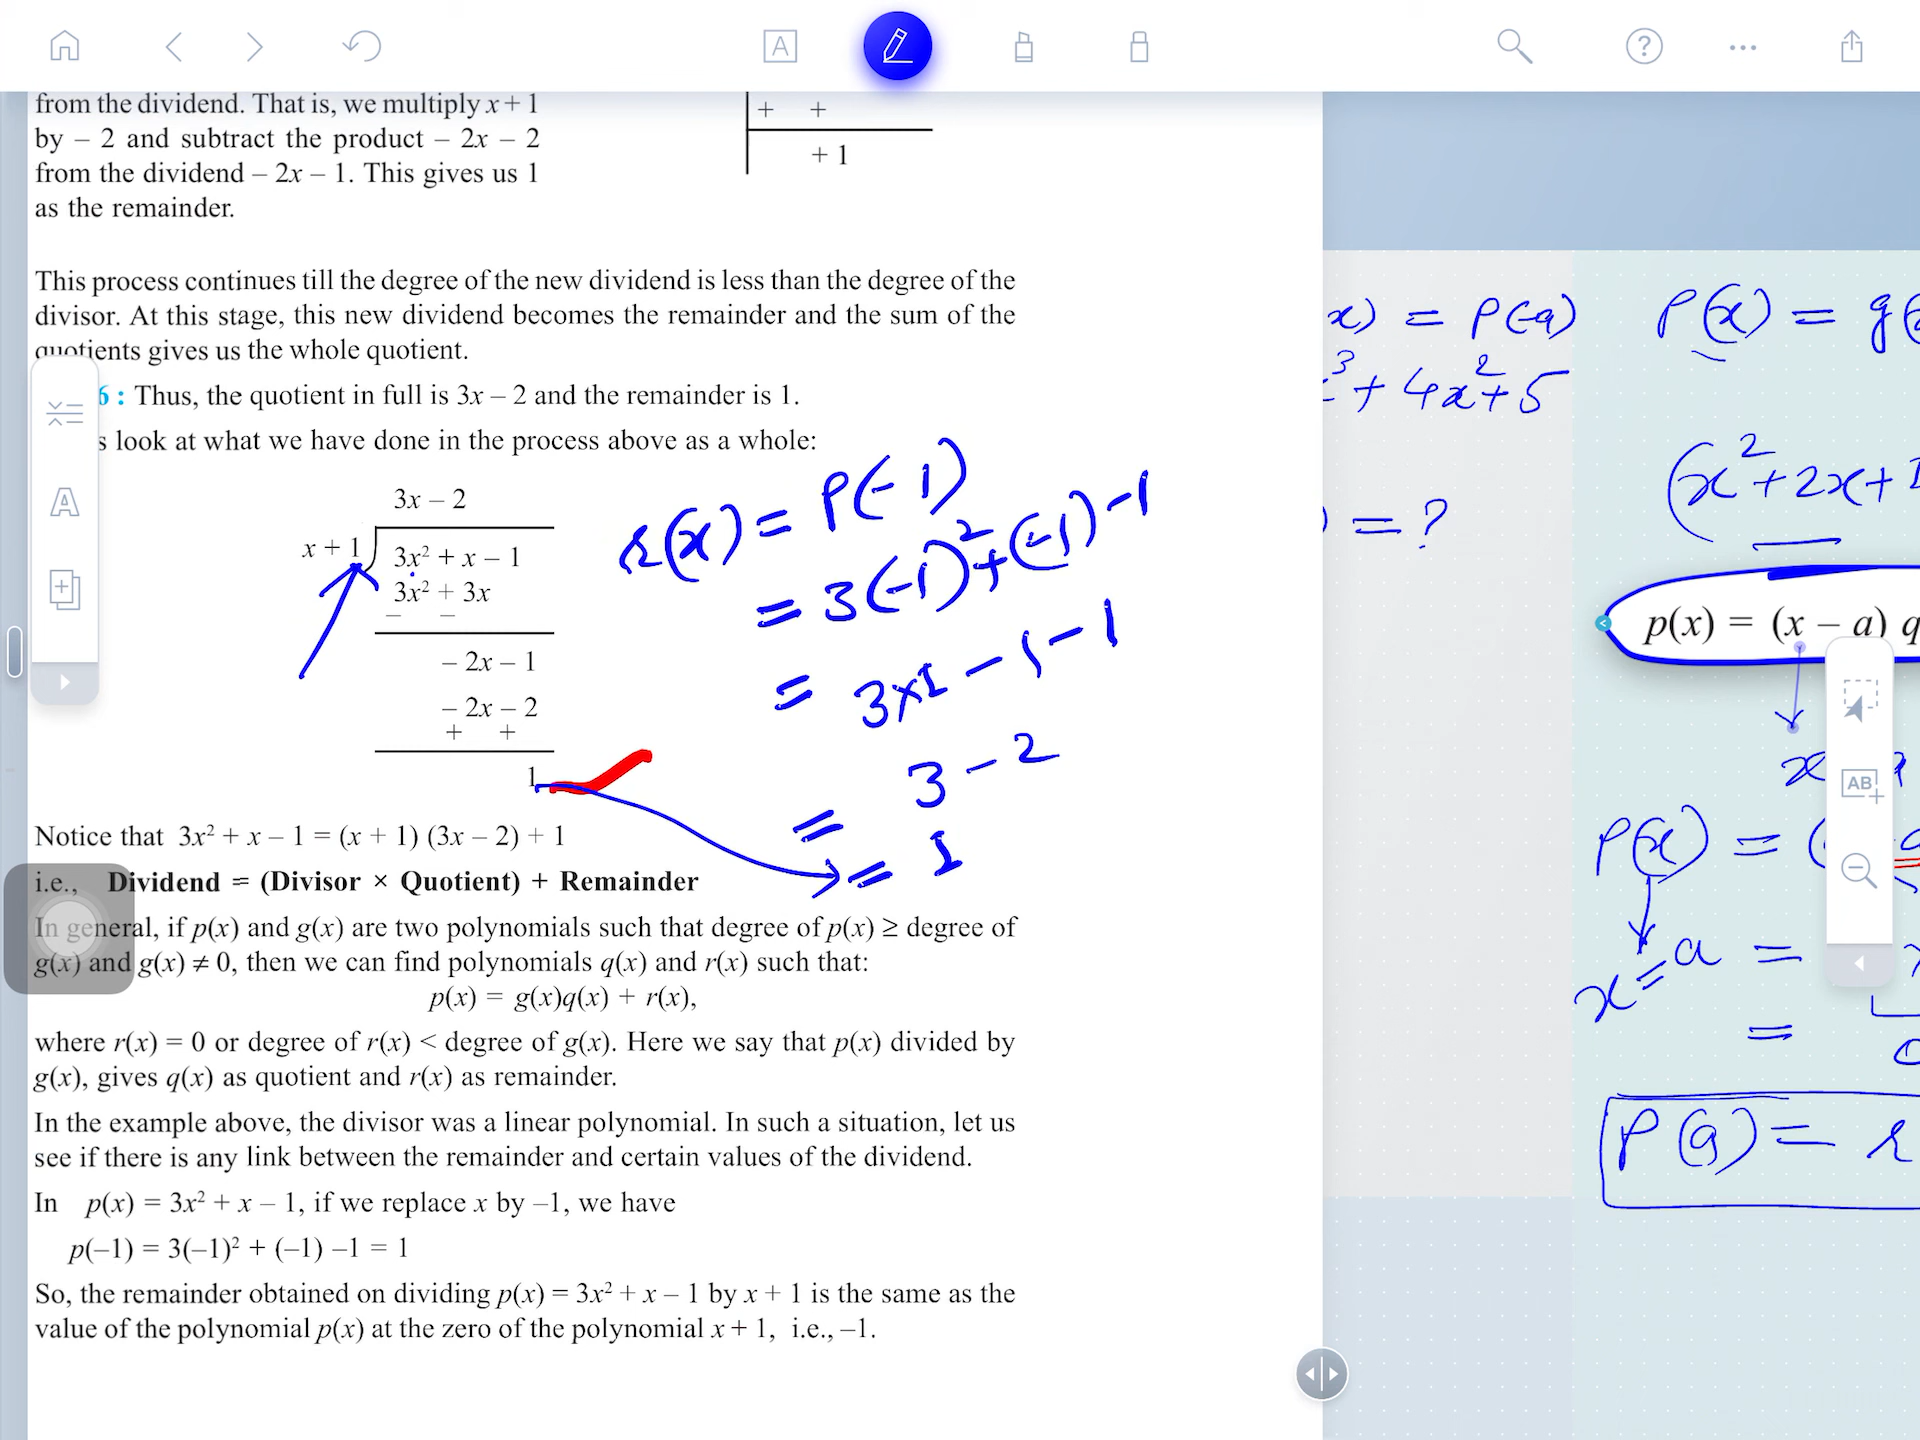 A
from the dividend. That is, we multiply x + 1
by – 2 and subtract the product – 2x – 2
from the dividend – 2x – 1. This gives us 1
as the remainder.
+ +
+ 1
This process continues till the degree of the new dividend is less than the degree of the
divisor. At this stage, this new dividend becomes the remainder and the sum of the
quotients gives us the whole quotient.
6 : Thus, the quotient in full is 3x – 2 and the remainder is 1.
s look at what we have done in the process above as a whole:
3x – 2
x + 1 3x² + x – 1
3x² + 3x
– –
– 2x – 1
– 2x – 2
+ +
1
r(x) = P(-1)
= 3(-1)² + (-1) - 1
= 3×1 - 1 - 1
= 3 - 2
= 1
Notice that 3x² + x – 1 = (x + 1) (3x – 2) + 1
i.e., Dividend = (Divisor × Quotient) + Remainder
In general, if p(x) and g(x) are two polynomials such that degree of p(x) ≥ degree of
g(x) and g(x) ≠ 0, then we can find polynomials q(x) and r(x) such that:
p(x) = g(x)q(x) + r(x),
where r(x) = 0 or degree of r(x) < degree of g(x). Here we say that p(x) divided by
g(x), gives q(x) as quotient and r(x) as remainder.
In the example above, the divisor was a linear polynomial. In such a situation, let us
see if there is any link between the remainder and certain values of the dividend.
In p(x) = 3x² + x – 1, if we replace x by –1, we have
p(–1) = 3(–1)² + (–1) –1 = 1
So, the remainder obtained on dividing p(x) = 3x² + x – 1 by x + 1 is the same as the
value of the polynomial p(x) at the zero of the polynomial x + 1, i.e., –1.
x) = P(-a)
³ + 4x² + 5
) = ?
P(x) = g(
(x² + 2x + 1
p(x) = (x – a) q
x
P(x) = (
x = a =
=
P(a) = r
A
AB